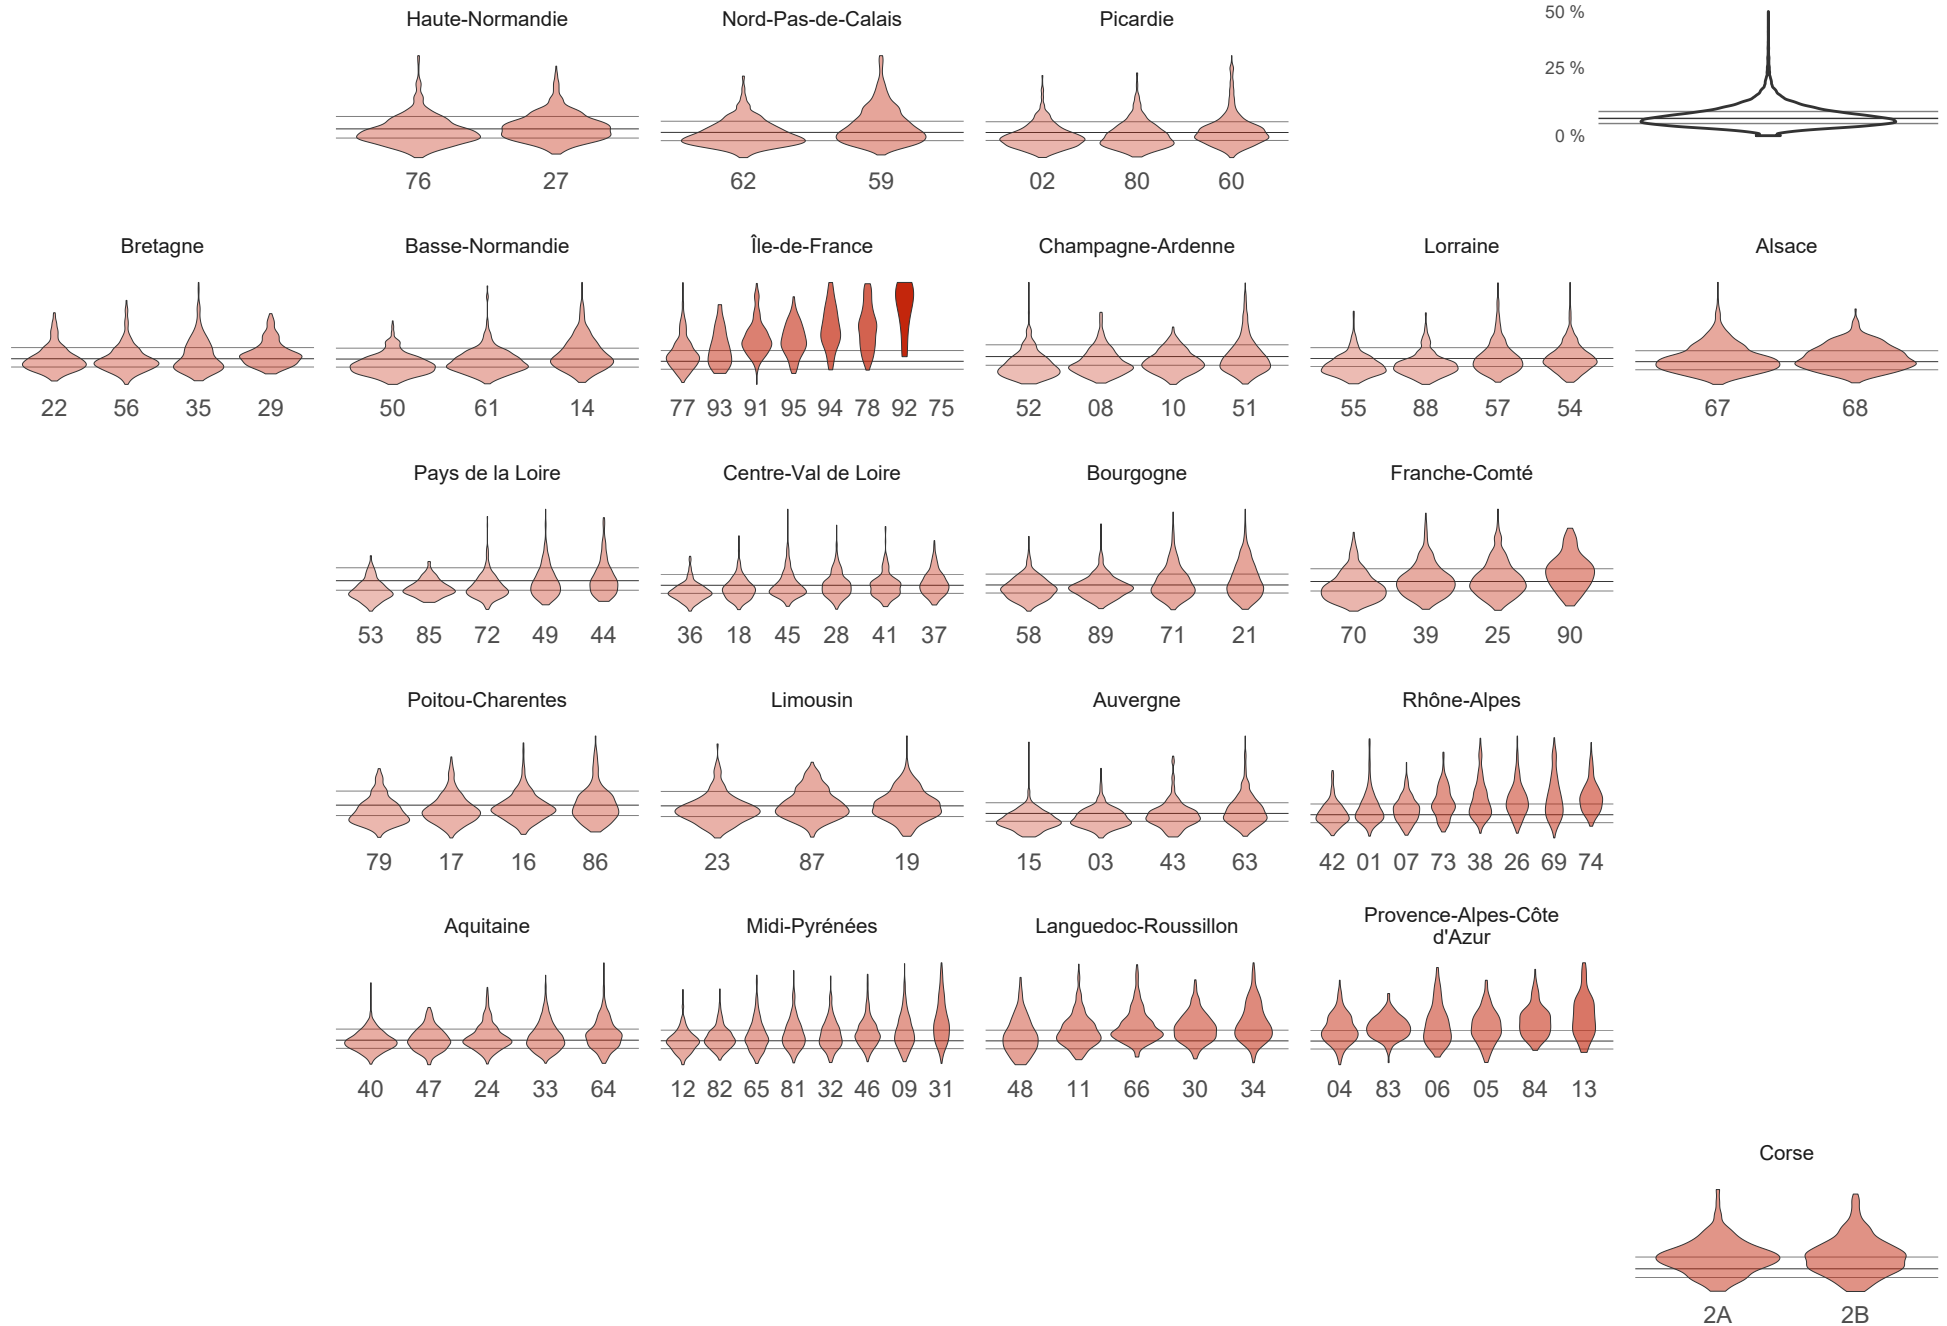 Haute-Normandie
Nord-Pas-de-Calais
Picardie
50 %
25 %
0 %
76 27
62 59
02 80 60
Bretagne
Basse-Normandie
Île-de-France
Champagne-Ardenne
Lorraine
Alsace
22 56 35 29
50 61 14
77 93 91 95 94 78 92 75
52 08 10 51
55 88 57 54
67 68
Pays de la Loire
Centre-Val de Loire
Bourgogne
Franche-Comté
53 85 72 49 44
36 18 45 28 41 37
58 89 71 21
70 39 25 90
Poitou-Charentes
Limousin
Auvergne
Rhône-Alpes
79 17 16 86
23 87 19
15 03 43 63
42 01 07 73 38 26 69 74
Aquitaine
Midi-Pyrénées
Languedoc-Roussillon
Provence-Alpes-Côte
d'Azur
40 47 24 33 64
12 82 65 81 32 46 09 31
48 11 66 30 34
04 83 06 05 84 13
Corse
2A 2B